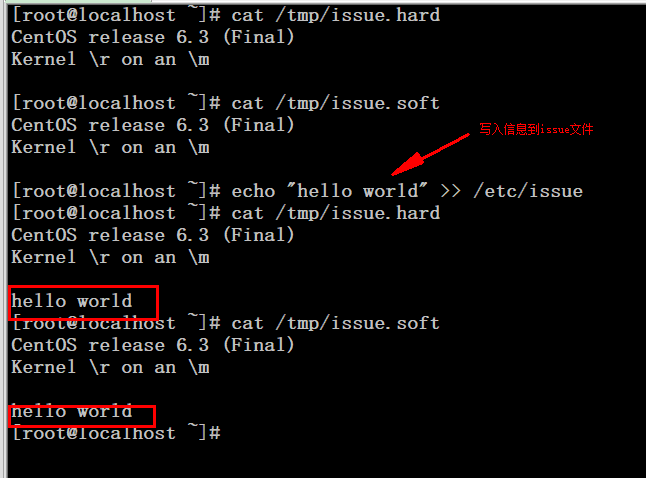 [root@localhost ~]# cat /tmp/issue.hard
CentOS release 6.3 (Final)
Kernel \r on an \m
[root@localhost ~]# cat /tmp/issue.soft
CentOS release 6.3 (Final)
Kernel \r on an \m
写入信息到issue文件
[root@localhost ~]# echo "hello world" >> /etc/issue
[root@localhost ~]# cat /tmp/issue.hard
CentOS release 6.3 (Final)
Kernel \r on an \m
hello world
[root@localhost ~]# cat /tmp/issue.soft
CentOS release 6.3 (Final)
Kernel \r on an \m
hello world
[root@localhost ~]#